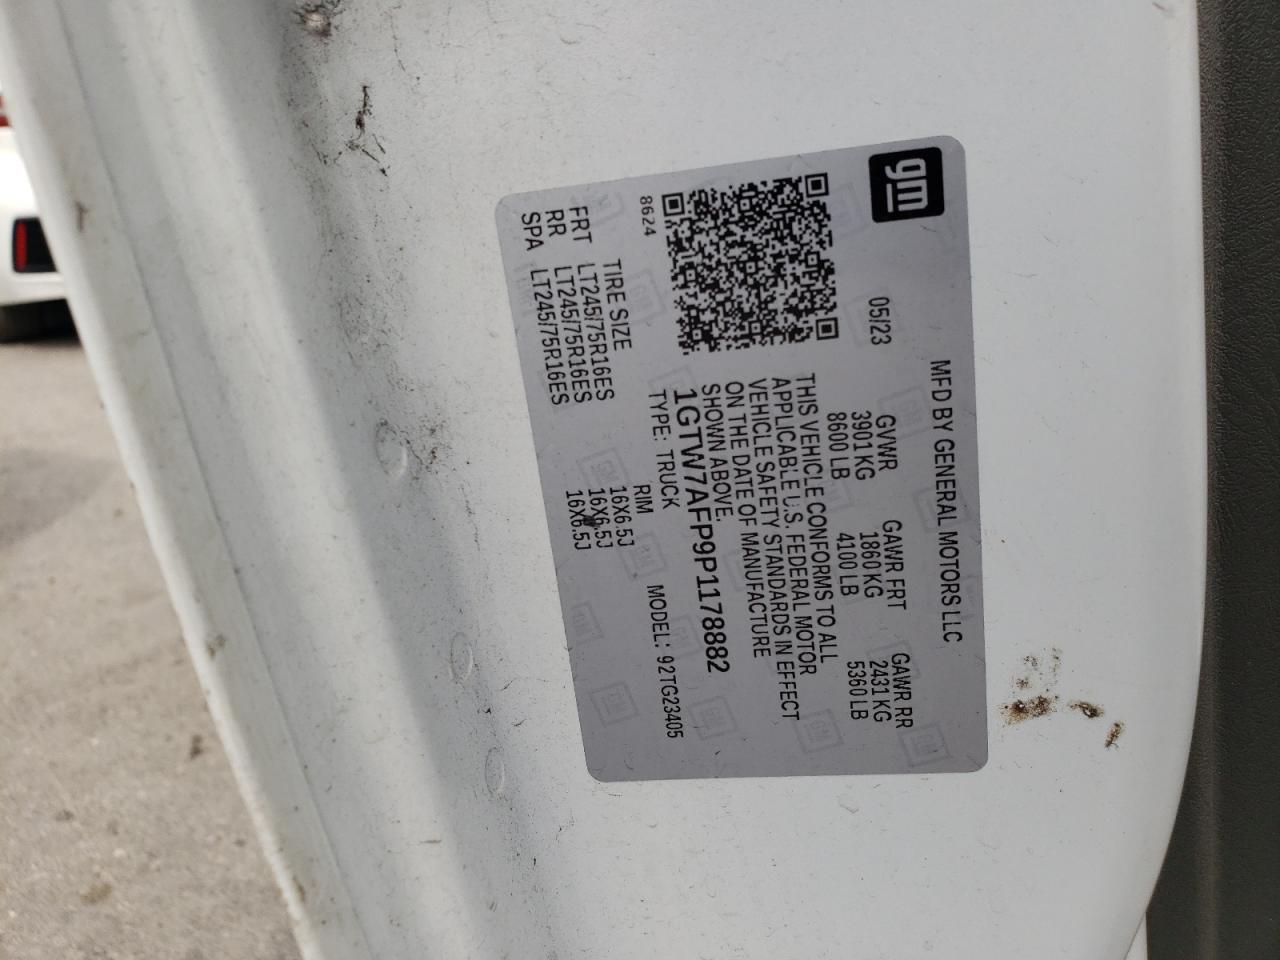 gm
MFD BY GENERAL MOTORS LLC
05/23 GVWR GAWR FRT GAWR RR
3901 KG 1860 KG 2431 KG
8600 LB 4100 LB 5360 LB
THIS VEHICLE CONFORMS TO ALL
APPLICABLE U.S. FEDERAL MOTOR
VEHICLE SAFETY STANDARDS IN EFFECT
ON THE DATE OF MANUFACTURE
SHOWN ABOVE.
1GTW7AFP9P1178882
8624 TYPE: TRUCK MODEL: 92TG23405
TIRE SIZE RIM
FRT LT245/75R16ES 16X6.5J
RR LT245/75R16ES 16X6.5J
SPA LT245/75R16ES 16X6.5J